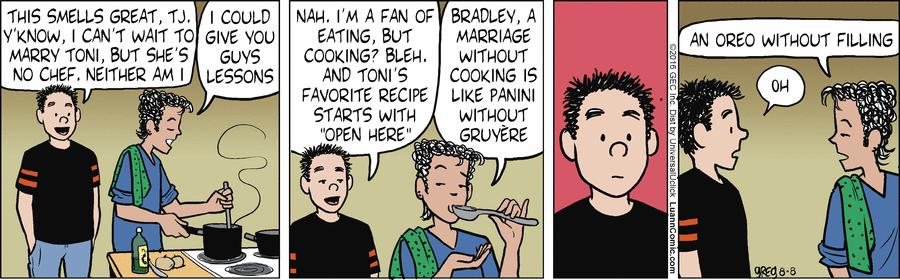 THIS SMELLS GREAT, TJ.
Y'KNOW, I CAN'T WAIT TO
MARRY TONI, BUT SHE'S
NO CHEF. NEITHER AM I
I COULD
GIVE YOU
GUYS
LESSONS
NAH. I'M A FAN OF
EATING, BUT
COOKING? BLEH.
AND TONI'S
FAVORITE RECIPE
STARTS WITH
"OPEN HERE"
BRADLEY, A
MARRIAGE
WITHOUT
COOKING IS
LIKE PANINI
WITHOUT
GRUYÈRE
©2016 GEC Inc. Dist by UniversalUclick LuannComic.com
AN OREO WITHOUT FILLING
OH
GREG 8-8